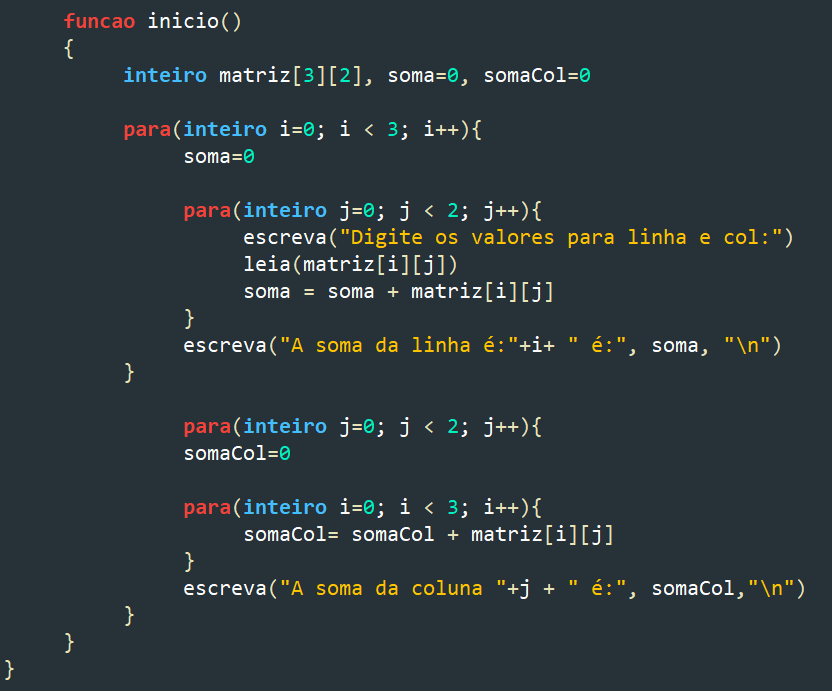 funcao inicio()
{
inteiro matriz[3][2], soma=0, somaCol=0
para(inteiro i=0; i < 3; i++){
soma=0
para(inteiro j=0; j < 2; j++){
escreva("Digite os valores para linha e col:")
leia(matriz[i][j])
soma = soma + matriz[i][j]
}
escreva("A soma da linha é:"+i+ " é:", soma, "\n")
}
para(inteiro j=0; j < 2; j++){
somaCol=0
para(inteiro i=0; i < 3; i++){
somaCol= somaCol + matriz[i][j]
}
escreva("A soma da coluna "+j + " é:", somaCol,"\n")
}
}
}